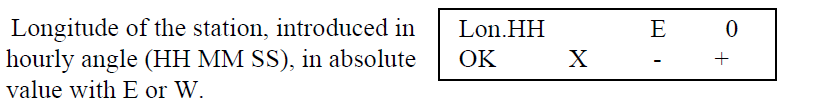 Longitude of the station, introduced in
hourly angle (HH MM SS), in absolute
value with E or W.
Lon.HH E 0
OK X - +